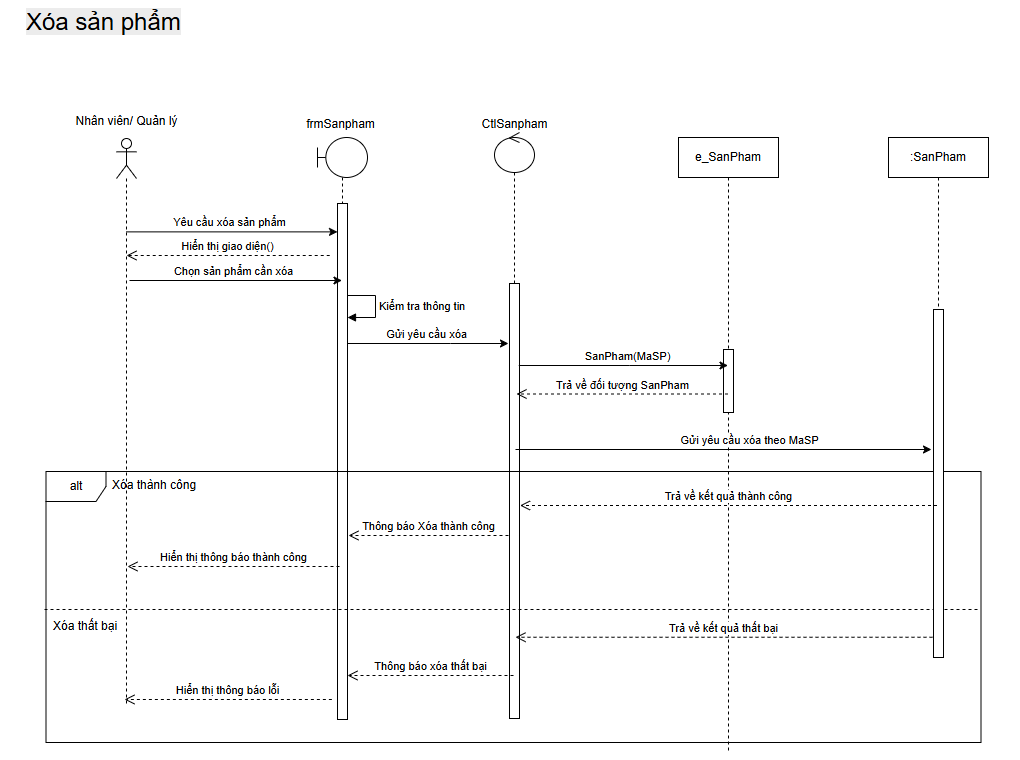 Xóa sản phẩm
Nhân viên/ Quản lý
frmSanpham
CtlSanpham
e_SanPham
:SanPham
Yêu cầu xóa sản phẩm
Hiển thị giao diện()
Chọn sản phẩm cần xóa
Kiểm tra thông tin
Gửi yêu cầu xóa
SanPham(MaSP)
Trả về đối tượng SanPham
Gửi yêu cầu xóa theo MaSP
alt
Xóa thành công
Trả về kết quả thành công
Thông báo Xóa thành công
Hiển thị thông báo thành công
Xóa thất bại
Trả về kết quả thất bại
Thông báo xóa thất bại
Hiển thị thông báo lỗi